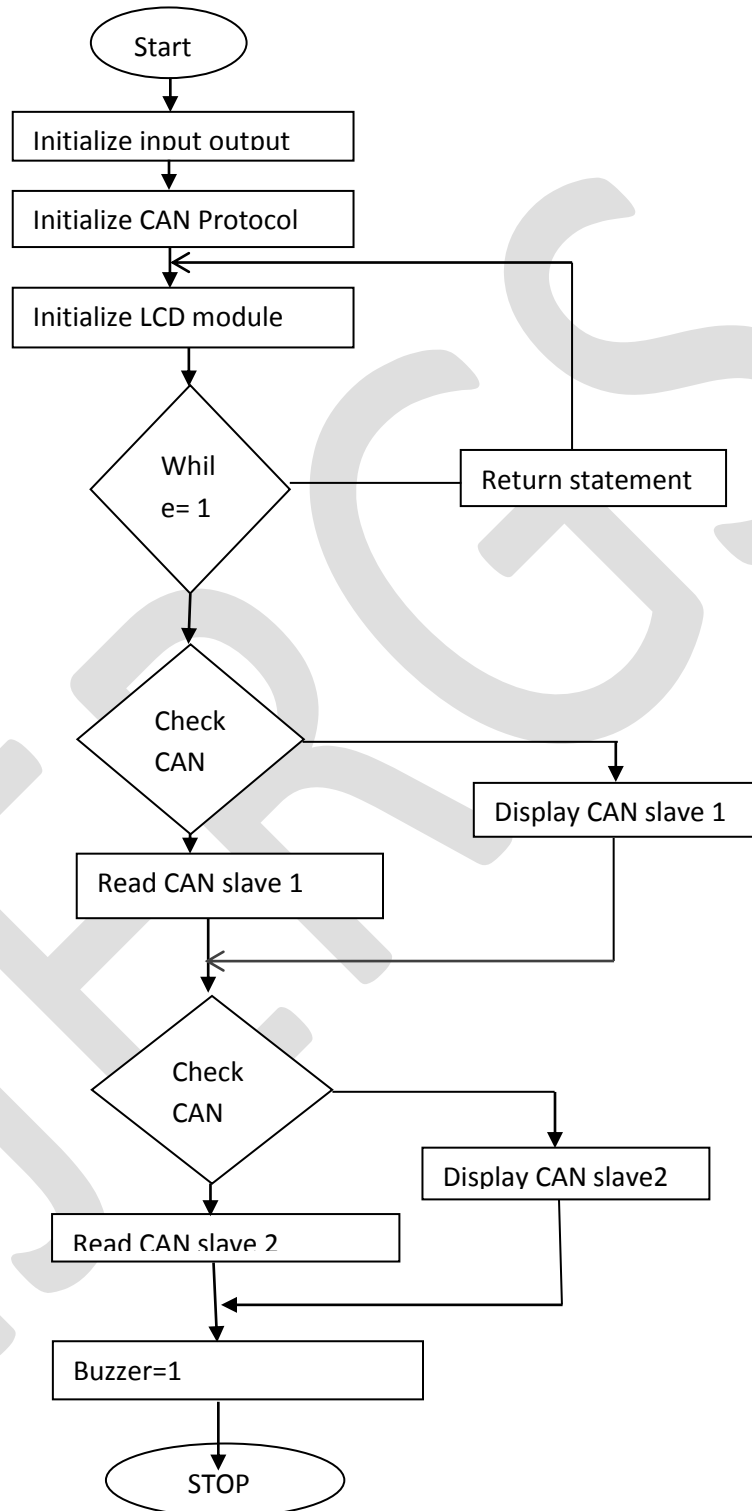 Start
Initialize input output
Initialize CAN Protocol
Initialize LCD module
Whil
e= 1
Return statement
Check
CAN
Display CAN slave 1
Read CAN slave 1
Check
CAN
Display CAN slave2
Read CAN slave 2
Buzzer=1
STOP